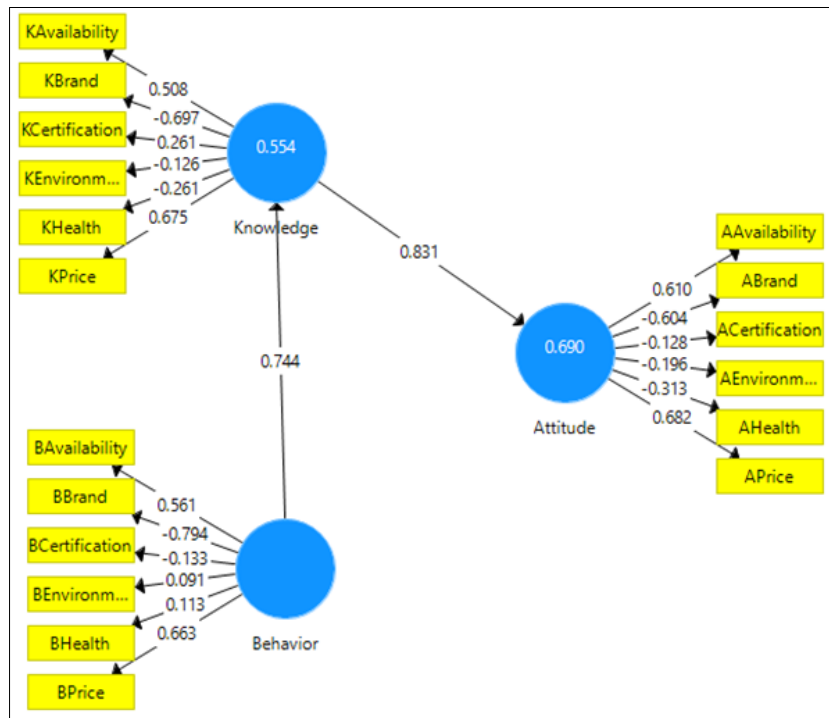 KAvailability
KBrand
KCertification
KEnvironm...
KHealth
KPrice
0.508
-0.697
0.261
-0.126
-0.261
0.675
0.554
Knowledge
0.831
0.744
AAvailability
ABrand
ACertification
AEnvironm...
AHealth
APrice
0.610
-0.604
-0.128
-0.196
-0.313
0.682
0.690
Attitude
BAvailability
BBrand
BCertification
BEnvironm...
BHealth
BPrice
0.561
-0.794
-0.133
0.091
0.113
0.663
Behavior